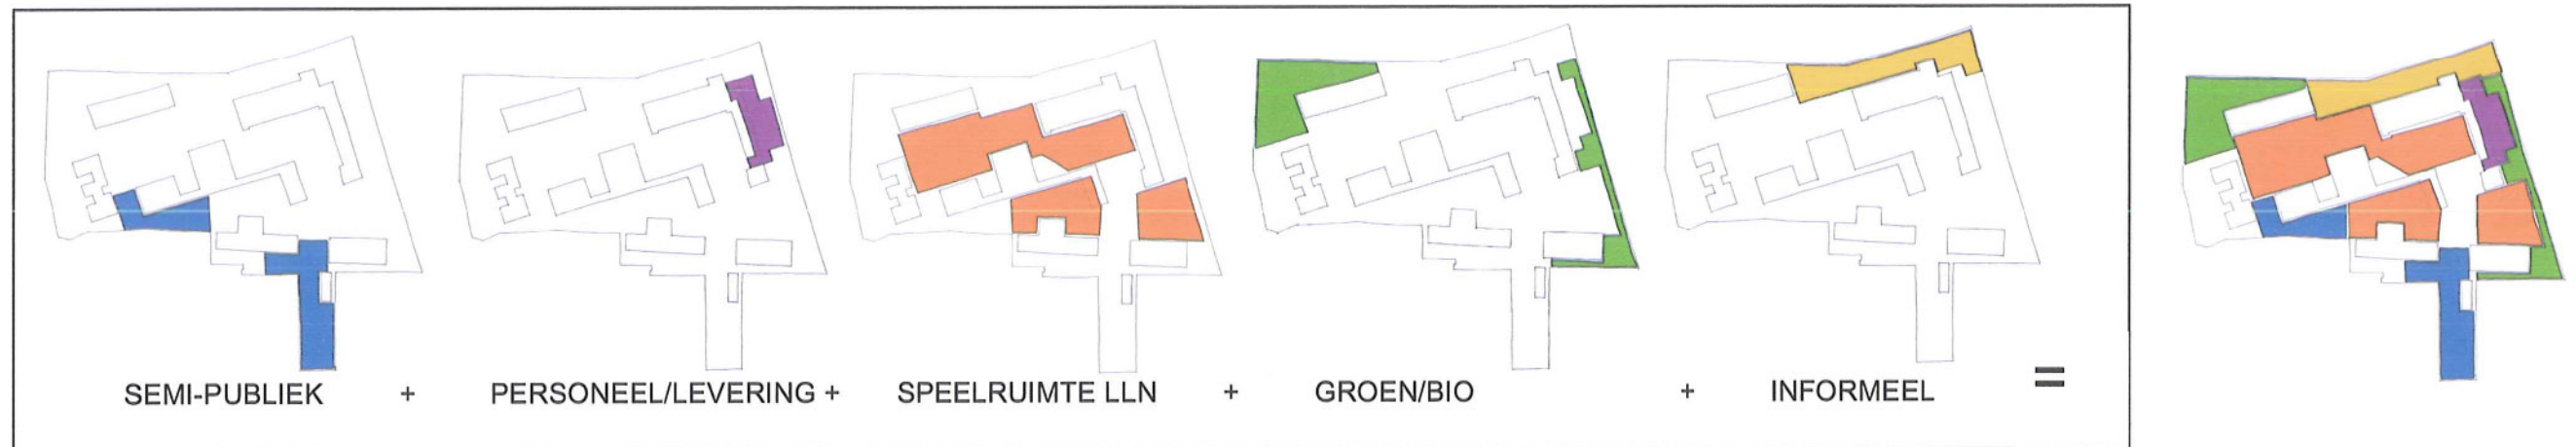 SEMI-PUBLIEK + PERSONEEL/LEVERING + SPEELRUIMTE LLN + GROEN/BIO + INFORMEEL =